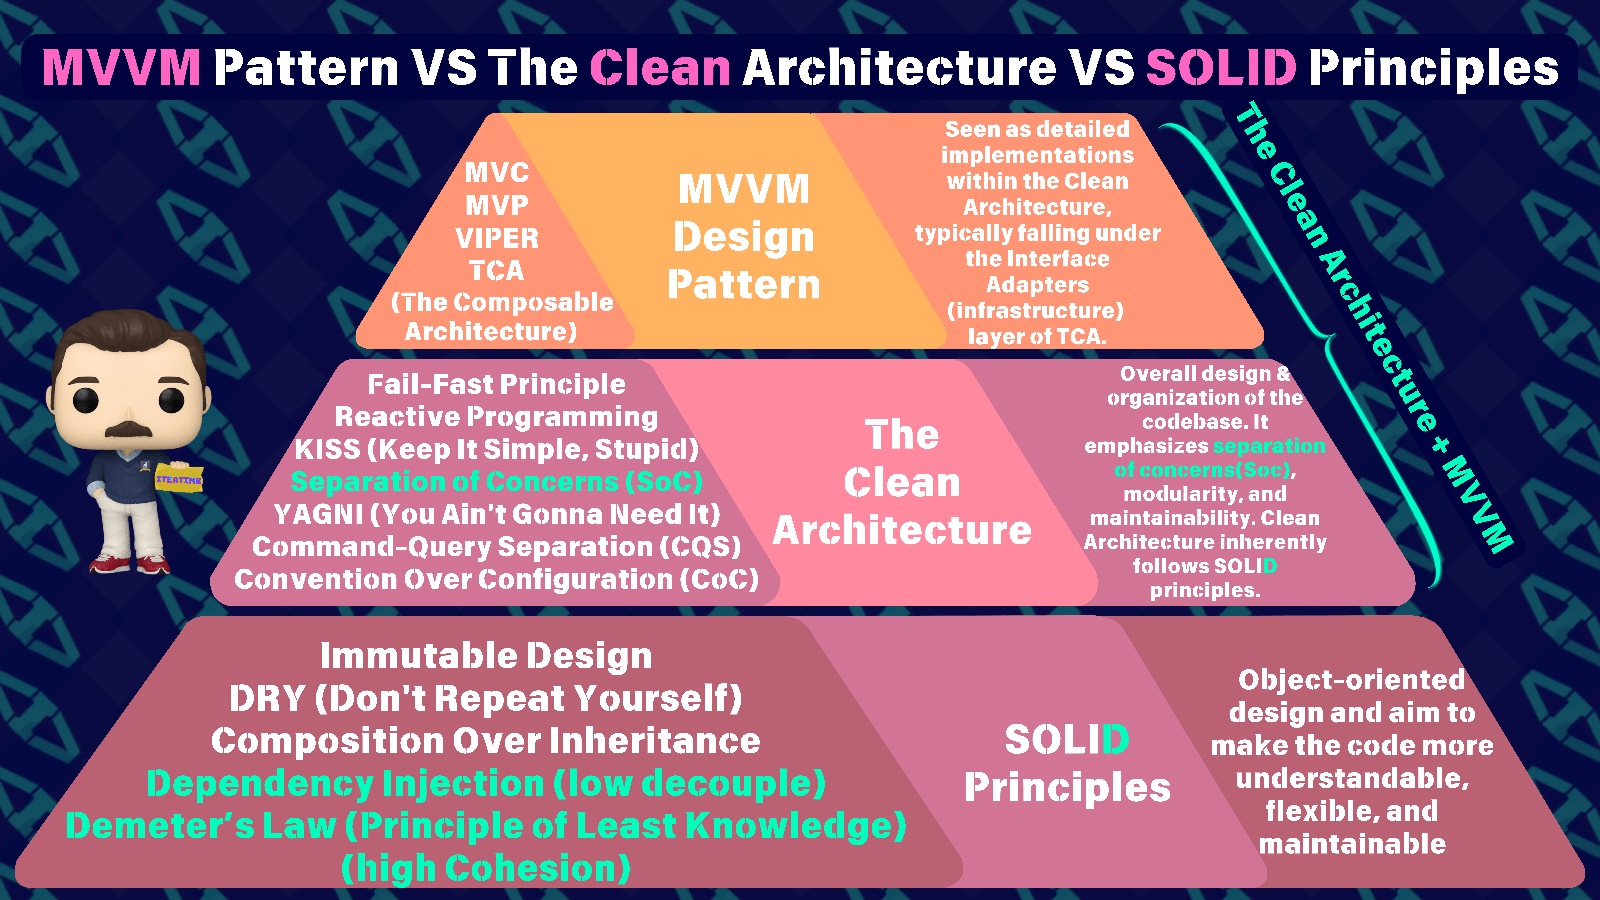 MVVM Pattern VS The Clean Architecture VS SOLID Principles
MVC
MVP
VIPER
TCA
(The Composable
Architecture)
MVVM
Design
Pattern
Seen as detailed
implementations
within the Clean
Architecture,
typically falling under
the Interface
Adapters
(infrastructure)
layer of TCA.
The Clean Architecture + MVVM
Fail-Fast Principle
Reactive Programming
KISS (Keep It Simple, Stupid)
Separation of Concerns (SoC)
YAGNI (You Ain't Gonna Need It)
Command-Query Separation (CQS)
Convention Over Configuration (CoC)
The
Clean
Architecture
Overall design &
organization of the
codebase. It
emphasizes separation
of concerns(Soc),
modularity, and
maintainability. Clean
Architecture inherently
follows SOLID
principles.
ITEATIME
Immutable Design
DRY (Don't Repeat Yourself)
Composition Over Inheritance
Dependency Injection (low decouple)
Demeter's Law (Principle of Least Knowledge)
(high Cohesion)
SOLID
Principles
Object-oriented
design and aim to
make the code more
understandable,
flexible, and
maintainable